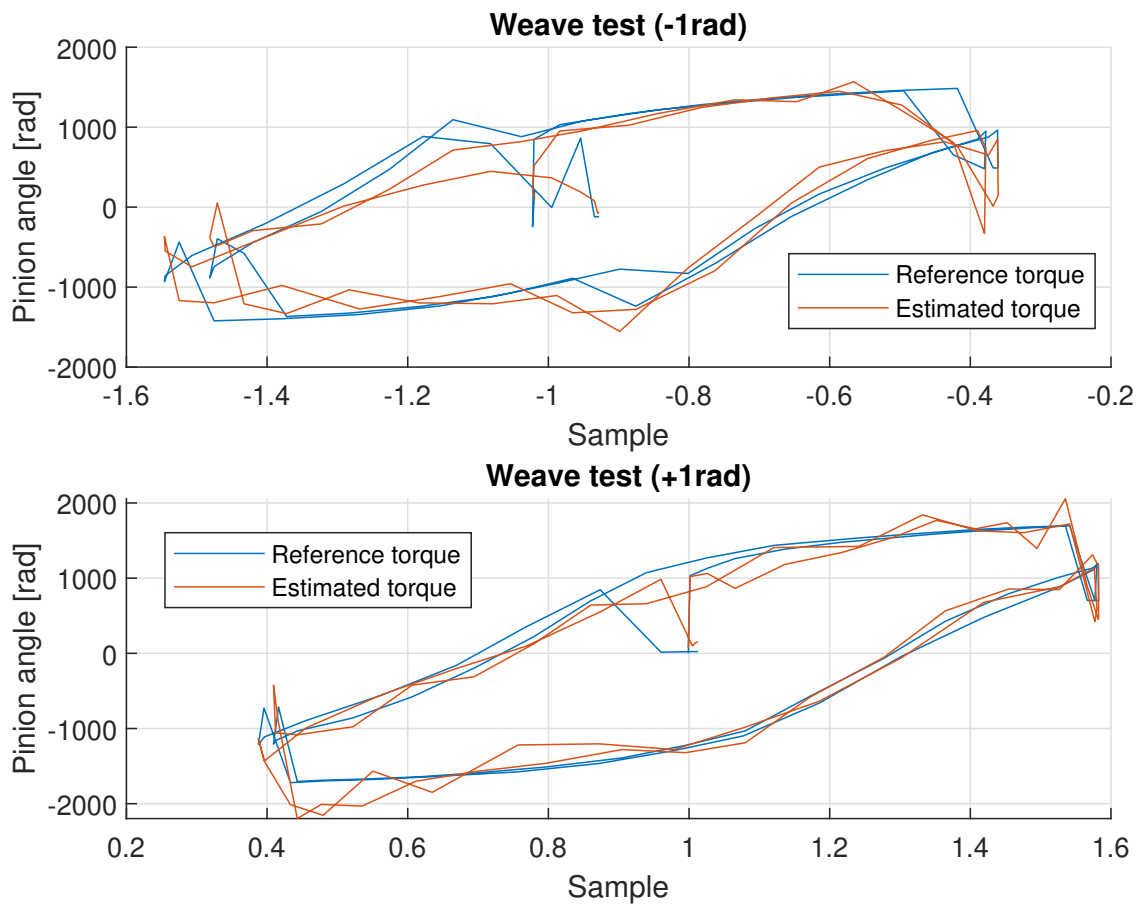 Weave test (-1rad)
Pinion angle [rad]
2000
1000
0
-1000
-2000
Reference torque
Estimated torque
-1.6 -1.4 -1.2 -1 -0.8 -0.6 -0.4 -0.2
Sample
Weave test (+1rad)
Pinion angle [rad]
2000
1000
0
-1000
-2000
Reference torque
Estimated torque
0.2 0.4 0.6 0.8 1 1.2 1.4 1.6
Sample